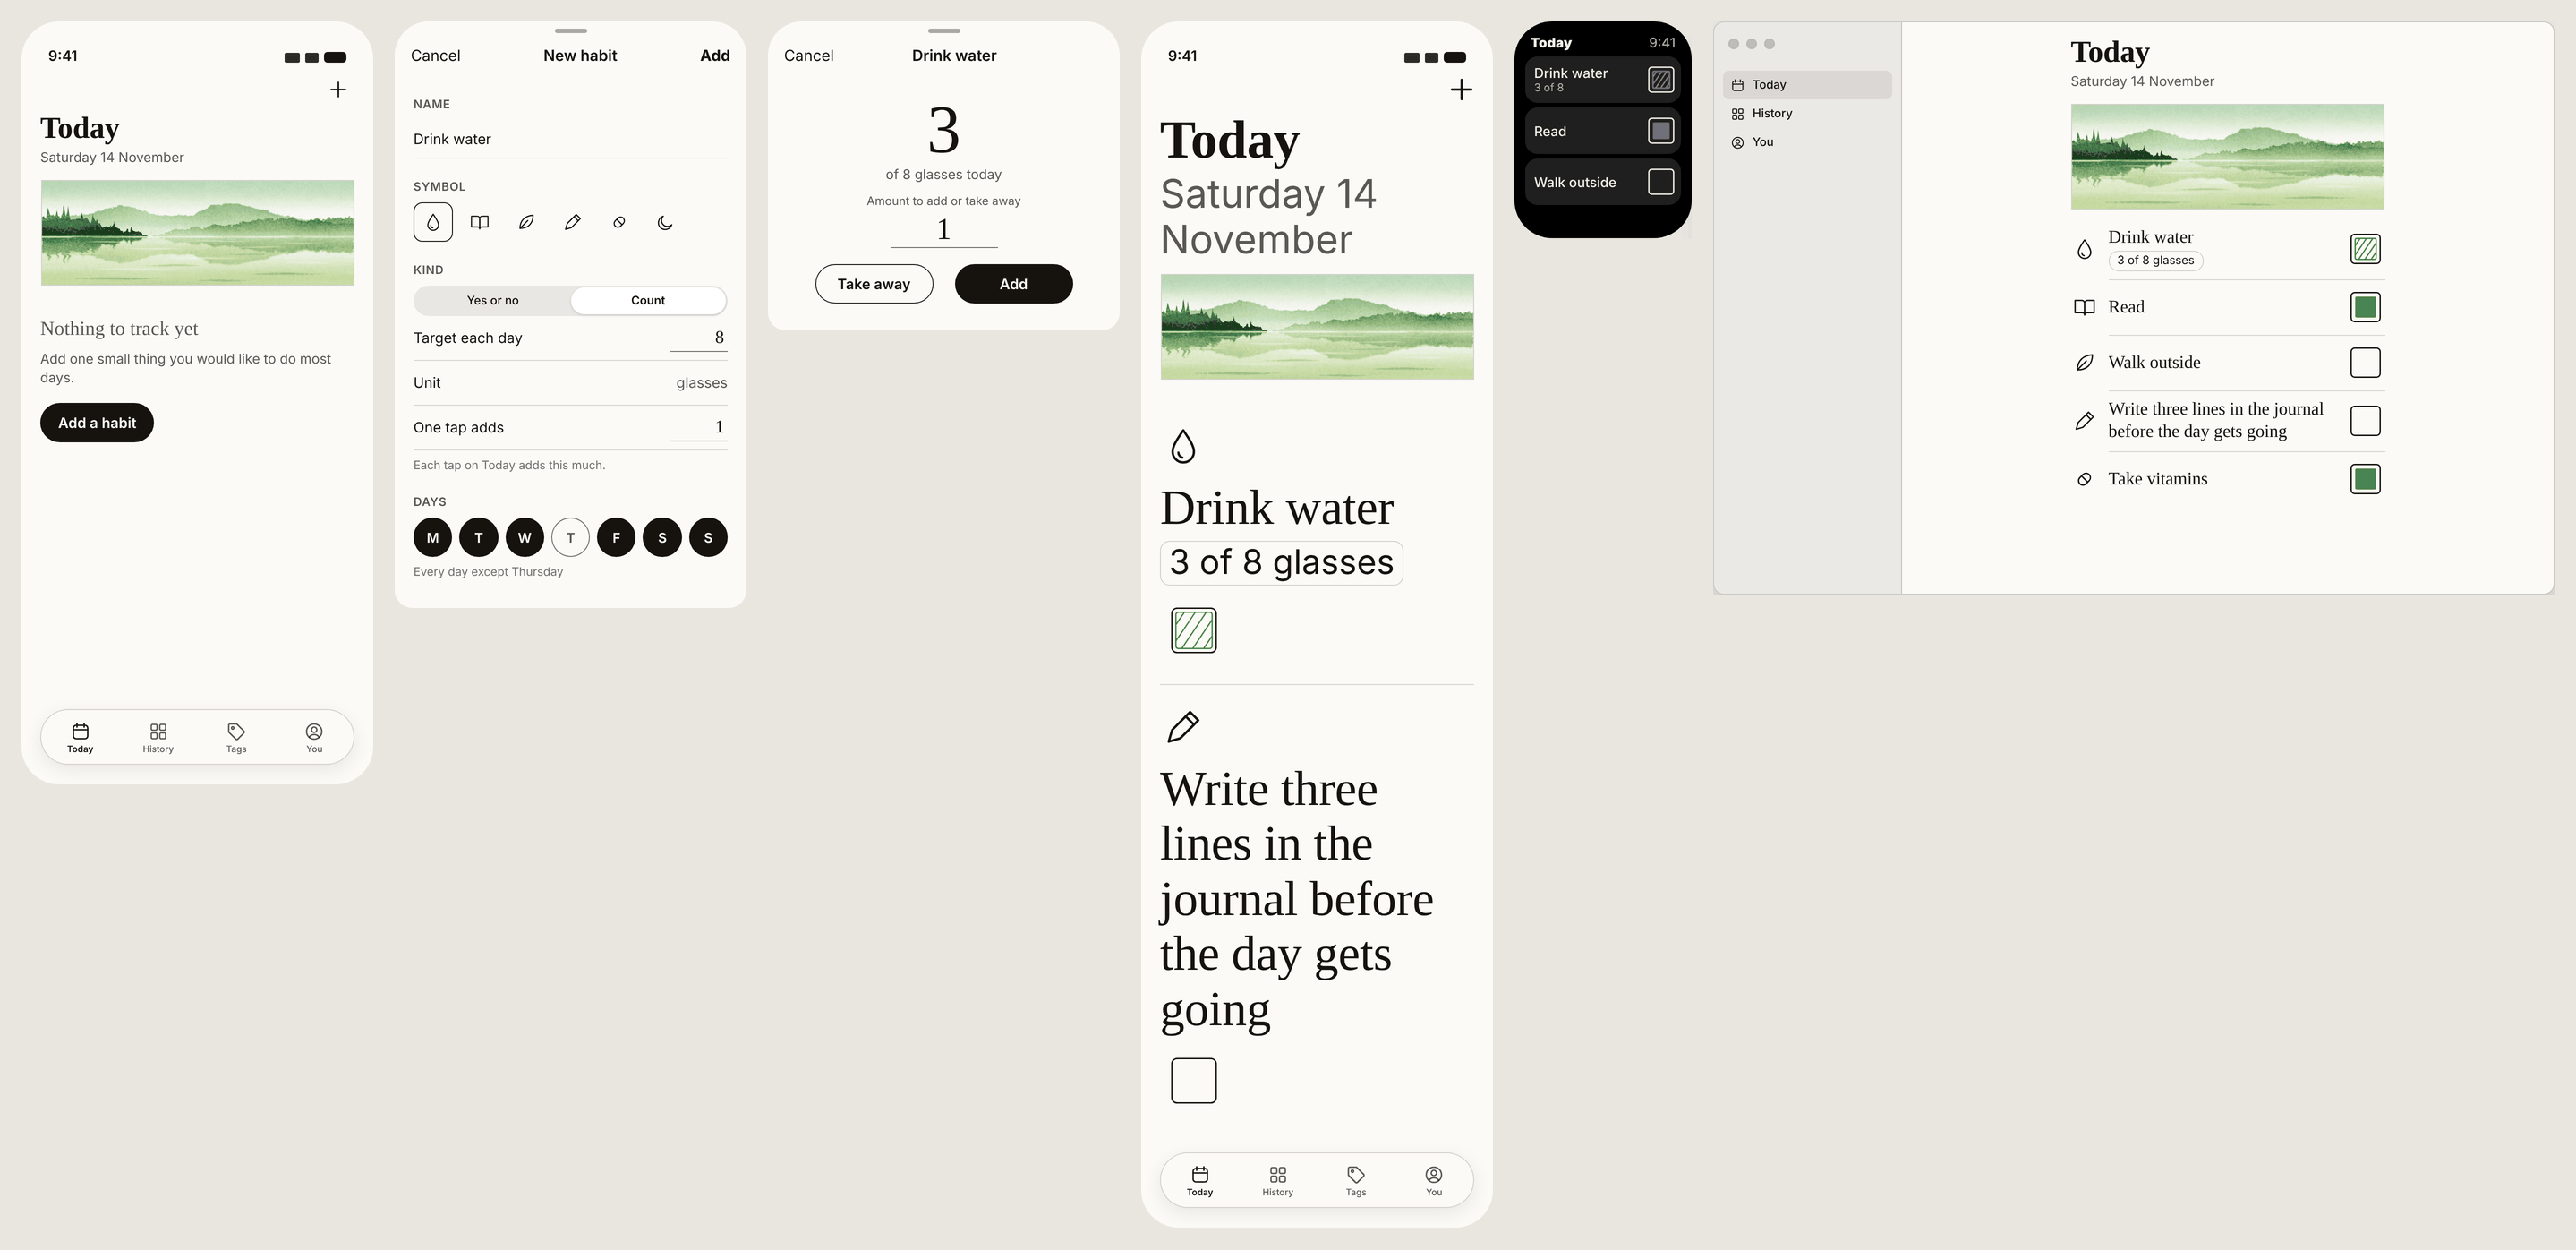 9:41
Today
Saturday 14 November
Nothing to track yet
Add one small thing you would like to do most
days.
Add a habit
Today
History
Tags
You
Cancel
New habit
Add
NAME
Drink water
SYMBOL
KIND
Yes or no
Count
Target each day
8
Unit
glasses
One tap adds
1
Each tap on Today adds this much.
DAYS
M
T
W
T
F
S
S
Every day except Thursday
Cancel
Drink water
3
of 8 glasses today
Amount to add or take away
1
Take away
Add
9:41
Today
Saturday 14
November
Drink water
3 of 8 glasses
Write three
lines in the
journal before
the day gets
going
Today
History
Tags
You
Today
9:41
Drink water
3 of 8
Read
Walk outside
Today
History
You
Today
Saturday 14 November
Drink water
3 of 8 glasses
Read
Walk outside
Write three lines in the journal
before the day gets going
Take vitamins